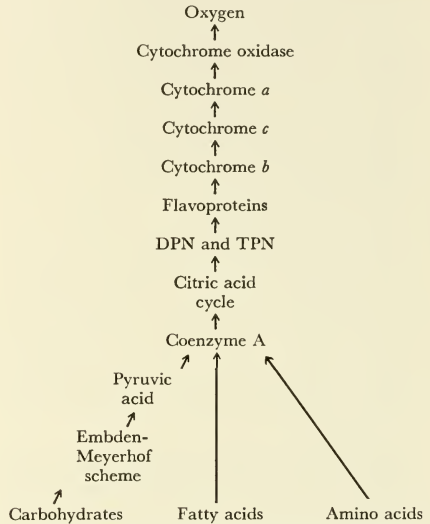 Oxygen
Cytochrome oxidase
Cytochrome a
Cytochrome c
Cytochrome b
Flavoproteins
DPN and TPN
Citric acid
cycle
Coenzyme A
Pyruvic
acid
Embden-
Meyerhof
scheme
Carbohydrates Fatty acids Amino acids